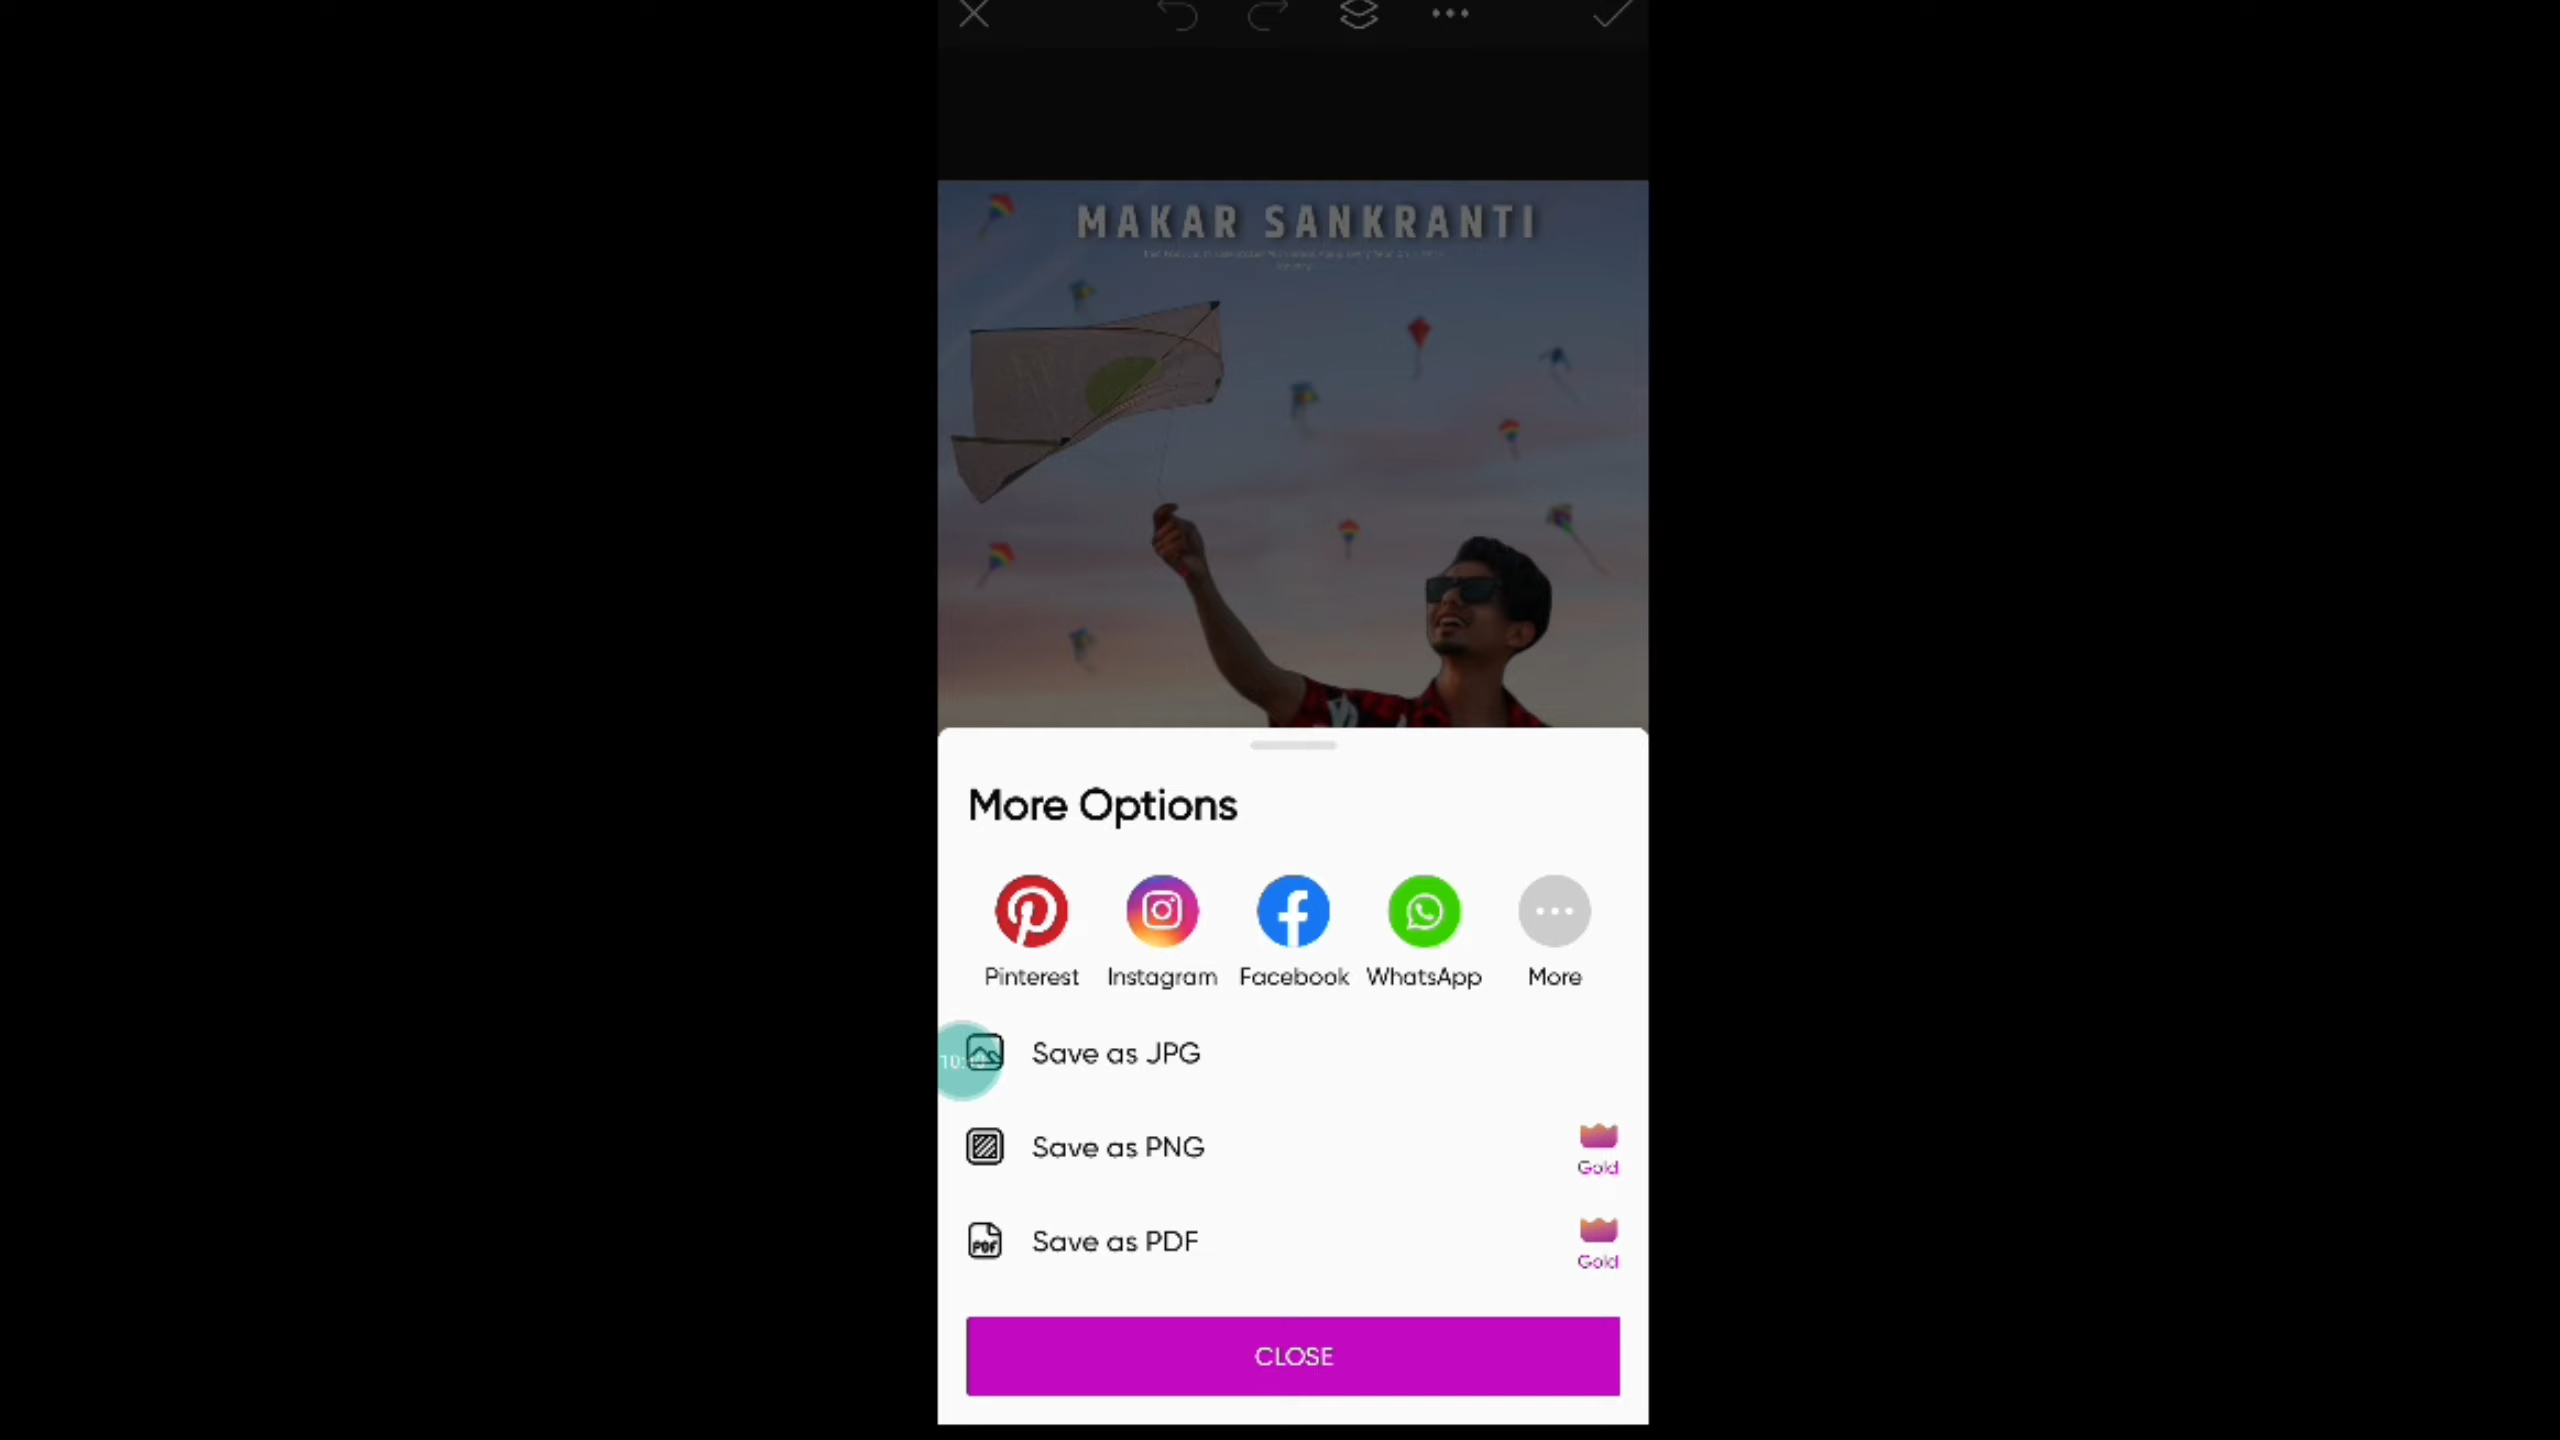 MAKAR SANKRANTI
More Options
Pinterest
Instagram
Facebook
WhatsApp
More
Save as JPG
Save as PNG
Gold
Save as PDF
Gold
CLOSE